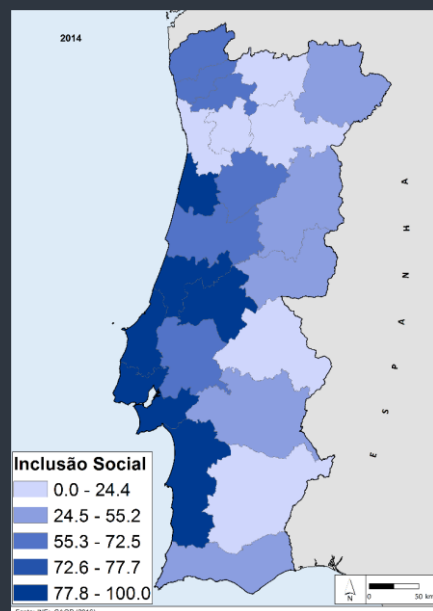 2014
ESPANHA
Inclusão Social
0.0 - 24.4
24.5 - 55.2
55.3 - 72.5
72.6 - 77.7
77.8 - 100.0
N
0
50 km